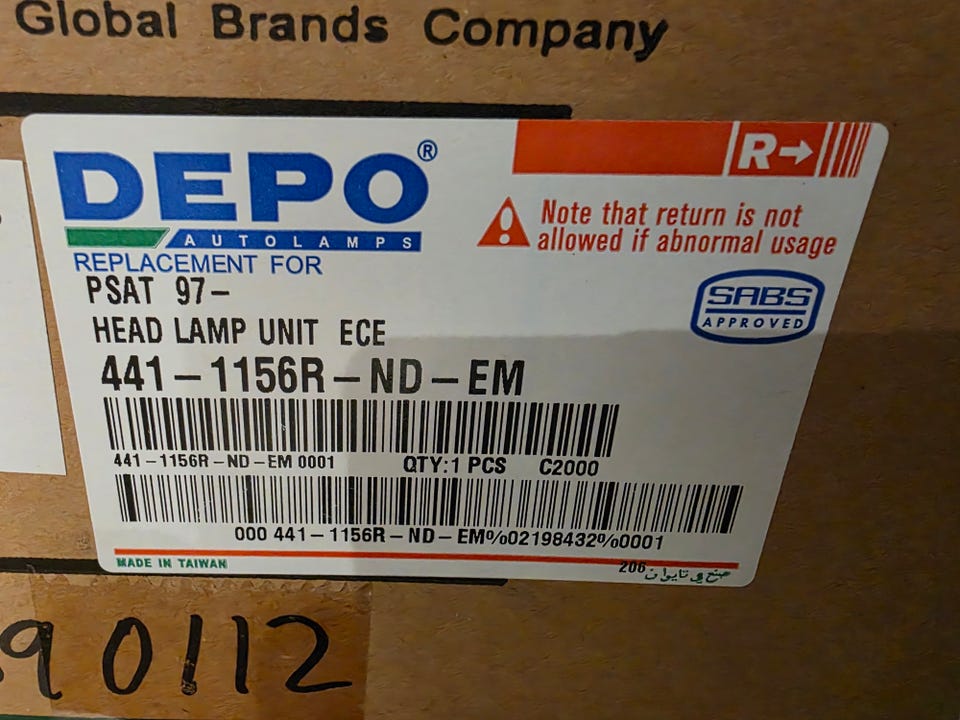 Global Brands Company
DEPO®
AUTOLAMPS
R→
Note that return is not
allowed if abnormal usage
REPLACEMENT FOR
PSAT 97-
HEAD LAMP UNIT ECE
SABS
APPROVED
441-1156R-ND-EM
441-1156R-ND-EM 0001 QTY:1 PCS C2000
000 441-1156R-ND-EM%02198432%0001
MADE IN TAIWAN
206 صنع في تايوان
90112